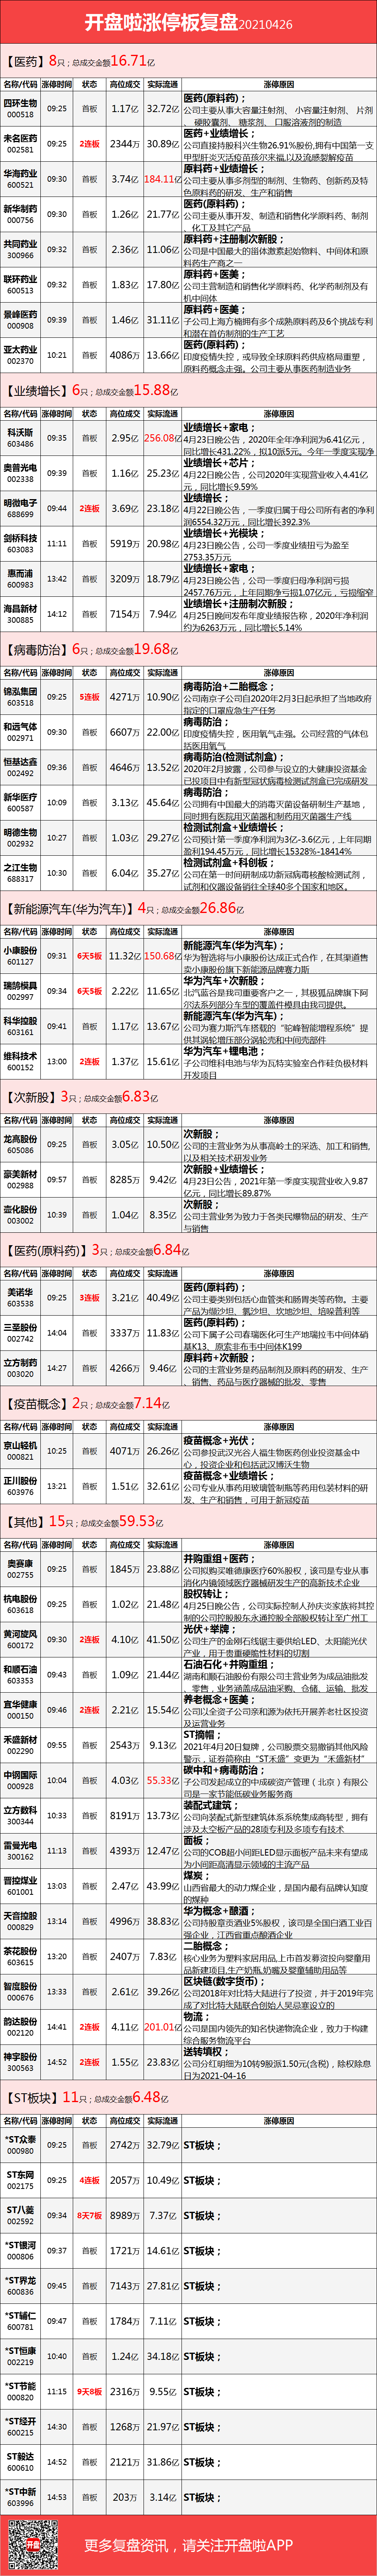 开盘啦涨停板复盘20210426
【医药】8只；总成交金额16.71亿
名称/代码 涨停时间 状态 高位成交 实际流通 涨停原因
四环生物 000518 09:25 首板 1.17亿 32.72亿 医药(原料药)；
公司主要从事大容量注射剂、小容量注射剂、片剂、硬胶囊剂、糖浆剂、口服溶液剂的制造
未名医药 002581 09:25 2连板 2344万 30.89亿 医药+业绩增长；
公司直接持股科兴生物26.91%股份,拥有中国第一支甲型肝炎灭活疫苗孩尔来福,以及流感裂解疫苗
华海药业 600521 09:30 首板 3.74亿 184.11亿 原料药+业绩增长；
公司主要从事多剂型的制剂、生物药、创新药及特色原料药的研发、生产和销售
新华制药 000756 09:30 首板 1.26亿 21.77亿 医药(原料药)；
公司主要从事开发、制造和销售化学原料药、制剂、化工及其它产品
共同药业 300966 09:32 首板 2.36亿 11.06亿 原料药+注册制次新股；
公司是中国最大的甾体激素起始物料、中间体和原料药生产商之一
联环药业 600513 09:32 首板 1.83亿 17.80亿 原料药+医美；
公司主营制造和销售化学原料药、化学药制剂及有机中间体
景峰医药 000908 09:39 首板 1.46亿 31.11亿 原料药+医美；
子公司上海方楠拥有多个成熟原料药及6个挑战专利和潜在首仿制剂的生产工艺
亚太药业 002370 10:21 首板 4086万 13.66亿 医药(原料药)；
印度疫情失控，或导致全球原料药供应格局重塑，原料药概念走强。公司主要从事医药制造业务
【业绩增长】6只；总成交金额15.88亿
名称/代码 涨停时间 状态 高位成交 实际流通 涨停原因
科沃斯 603486 09:35 首板 2.95亿 256.08亿 业绩增长+家电；
4月23日晚公告，2020年全年净利润为6.41亿元，同比增长431.22%，拟10派5元。今年一季度实现净
奥普光电 002338 09:39 首板 1.16亿 25.23亿 业绩增长+芯片；
4月22日晚公告，公司2020年实现营业收入4.41亿元，同比增长9.59%
明微电子 688699 09:44 2连板 3.69亿 23.18亿 业绩增长；
4月22日晚公告，一季度归属于母公司所有者的净利润6554.32万元，同比增长392.3%
剑桥科技 603083 11:11 首板 5919万 20.98亿 业绩增长+光模块；
4月23日晚公告，公司一季度业绩扭亏为盈至2753.35万元
惠而浦 600983 13:42 首板 3209万 18.79亿 业绩增长+家电；
4月23日晚公告，公司一季度归母净利润亏损2457.76万元，上年同期净亏损1.07亿元，亏损缩窄
海昌新材 300885 14:12 首板 7154万 7.94亿 业绩增长+注册制次新股；
4月25日晚间发布年度业绩报告称，2020年净利润约为6263万元，同比增长5.14%
【病毒防治】6只；总成交金额19.68亿
名称/代码 涨停时间 状态 高位成交 实际流通 涨停原因
锦泓集团 603518 09:25 5连板 4271万 10.90亿 病毒防治+二胎概念；
公司南京子公司自2020年2月3日起承担了当地政府指定的口罩应急生产任务
和远气体 002971 09:30 首板 6607万 22.00亿 病毒防治；
印度疫情失控，医用氧气走强。公司经营的气体包括医用氧气
恒基达鑫 002492 09:36 首板 4646万 13.52亿 病毒防治(检测试剂盒)；
2020年2月披露，公司参与设立的大健康投资基金已投项目中有新型冠状病毒检测试剂盒已完成研发
新华医疗 600587 10:09 首板 3.13亿 45.64亿 病毒防治；
公司拥有中国最大的消毒灭菌设备研制生产基地，同时拥有医院用灭菌器和制药用灭菌器生产线
明德生物 002932 10:27 首板 1.03亿 29.27亿 检测试剂盒+业绩增长；
公司预计第一季度净利润为3亿-3.6亿元，上年同期盈利194.45万元，同比增长15328%-18414%
之江生物 688317 10:30 首板 6.04亿 35.27亿 检测试剂盒+科创板；
公司在第一时间研制成功新冠病毒核酸检测试剂，试剂和仪器设备销往全球40多个国家和地区。
【新能源汽车(华为汽车)】4只；总成交金额26.86亿
名称/代码 涨停时间 状态 高位成交 实际流通 涨停原因
小康股份 601127 09:31 6天5板 11.32亿 150.68亿 新能源汽车(华为汽车)；
华为智选将与小康股份达成正式合作，在其渠道售卖小康股份旗下新能源品牌赛力斯
瑞鹄模具 002997 09:34 6天5板 2.22亿 11.65亿 华为汽车+次新股；
北汽蓝谷是我司重要客户之一，其极狐品牌旗下阿尔法系列部分车型的覆盖件模具由我司提供。
科华控股 603161 09:41 首板 1.17亿 13.67亿 新能源汽车(华为汽车)；
公司为赛力斯汽车搭载的“驼峰智能增程系统”提供其涡轮增压部分涡轮壳和中间壳部件
维科技术 600152 13:00 2连板 1.37亿 15.61亿 华为汽车+锂电池；
子公司维科电池与华为瓦特实验室合作硅负极材料开发项目
【次新股】3只；总成交金额6.83亿
名称/代码 涨停时间 状态 高位成交 实际流通 涨停原因
龙高股份 605086 09:25 首板 3.05亿 10.50亿 次新股；
公司的主营业务为从事高岭土的采选、加工和销售,以及相关技术研发业务
豪美新材 002988 09:57 首板 8285万 9.42亿 次新股+业绩增长；
4月23日公告，2021年第一季度实现营业收入9.87亿元，同比增长89.87%
壶化股份 003002 10:39 首板 1.04亿 8.35亿 次新股；
公司主营业务为致力于各类民爆物品的研发、生产与销售
【医药(原料药)】3只；总成交金额6.84亿
名称/代码 涨停时间 状态 高位成交 实际流通 涨停原因
美诺华 603538 09:25 3连板 3.21亿 40.49亿 医药(原料药)；
公司主要类别包括心血管类和肠胃类等药物。主要产品为缬沙坦、氯沙坦、坎地沙坦、培哚普利等
三圣股份 002742 14:04 首板 3337万 11.83亿 医药(原料药)；
公司下属子公司春瑞医化可生产地瑞拉韦中间体硝基K13、原索非布韦中间体K199
立方制药 003020 14:27 首板 4266万 9.46亿 原料药+次新股；
公司的主营业务是药品制剂及原料药的研发、生产、销售、药品与医疗器械的批发、零售
【疫苗概念】2只；总成交金额7.14亿
名称/代码 涨停时间 状态 高位成交 实际流通 涨停原因
京山轻机 000821 10:25 首板 4071万 26.26亿 疫苗概念+光伏；
公司参投武汉光谷人福生物医药创业投资基金中心，投资企业和包括武汉博沃生物
正川股份 603976 13:21 首板 1.51亿 32.61亿 疫苗概念+业绩增长；
公司专业从事药用玻璃管制瓶等药用包装材料的研发、生产和销售，可用于新冠疫苗
【其他】15只；总成交金额59.53亿
名称/代码 涨停时间 状态 高位成交 实际流通 涨停原因
奥赛康 002755 09:25 首板 1845万 23.88亿 并购重组+医药；
公司拟购买唯德康医疗60%股权，该司是专业从事消化内镜领域医疗器械研发生产的高新技术企业
杭电股份 603618 09:25 首板 1.02亿 21.48亿 股权转让；
4月25日晚公告，公司实际控制人孙庆炎家族将其控制的公司控股股东永通控股全部股权转让至广州工
黄河旋风 600172 09:30 2连板 4.10亿 41.50亿 光伏+举牌；
公司生产的金刚石线锯主要供给LED、太阳能光伏产业，用于贵重硬脆性材料的切割
和顺石油 603353 09:43 首板 1.09亿 21.44亿 石油石化+并购重组；
湖南和顺石油股份有限公司主营业务为成品油批发、零售，业务涵盖成品油采购、仓储、运输、批发
宜华健康 000150 09:46 2连板 2.21亿 15.54亿 养老概念+医美；
公司以全资子公司亲和源为依托开展养老社区投资及运营业务
禾盛新材 002290 09:55 首板 2543万 9.13亿 ST摘帽；
2021年4月20日复牌，公司股票交易撤销其他风险警示，证券简称由“ST禾盛”变更为“禾盛新材”
中钢国际 000928 10:04 首板 4.03亿 55.33亿 碳中和+病毒防治；
子公司发起成立的中成碳资产管理（北京）有限公司是一家节能低碳业务服务商
立方数科 300344 10:33 首板 8191万 13.73亿 装配式建筑；
公司向装配式新型建筑体系系统集成商转型，拥有涉及太空板产品的28项专利及多项专有技术
雷曼光电 300162 11:13 首板 4393万 12.47亿 面板；
公司的COB超小间距LED显示面板产品未来有望成为小间距高清显示领域的主流产品
晋控煤业 601001 13:03 首板 2.47亿 43.99亿 煤炭；
山西省最大的动力煤企业，是国内最有品牌认知度的煤种
天音控股 000829 13:14 首板 4996万 38.83亿 华为概念+酿酒；
公司持股章贡酒业5%股权，该司是全国白酒工业百强企业，江西省重点酿酒企业
茶花股份 603615 13:20 首板 2407万 7.83亿 二胎概念；
核心业务为塑料家居用品,上市首发募资投向婴童用品新建项目,生产奶瓶,奶嘴及婴童辅助用品等
智度股份 000676 13:33 首板 2.61亿 39.26亿 区块链(数字货币)；
公司2018年对比特大陆进行了投资，并于2019年完成了对比特大陆联合创始人吴忌寒设立的
韵达股份 002120 14:41 2连板 4.11亿 201.01亿 物流；
公司是国内领先的知名快递物流企业，致力于构建综合服务物流平台
神宇股份 300563 14:52 2连板 1.55亿 23.83亿 送转填权；
公司分红明细为10转9股派1.50元(含税)，除权除息日为2021-04-16
【ST板块】11只；总成交金额6.48亿
名称/代码 涨停时间 状态 高位成交 实际流通 涨停原因
*ST众泰 000980 09:25 首板 2742万 32.79亿 ST板块；
ST东网 002175 09:25 4连板 2057万 10.49亿 ST板块；
ST八菱 002592 09:34 8天7板 8989万 7.37亿 ST板块；
*ST银河 000806 09:37 首板 1721万 14.61亿 ST板块；
*ST界龙 600836 09:45 首板 7143万 27.81亿 ST板块；
*ST辅仁 600781 09:47 首板 1784万 7.11亿 ST板块；
*ST恒康 002219 10:40 首板 1.24亿 34.18亿 ST板块；
*ST节能 000820 11:15 9天8板 2316万 9.55亿 ST板块；
*ST经开 600215 14:30 首板 1268万 21.97亿 ST板块；
ST毅达 600610 14:52 首板 2121万 31.86亿 ST板块；
*ST中新 603996 14:53 首板 203万 3.14亿 ST板块；
开盘
更多复盘资讯，请关注开盘啦APP